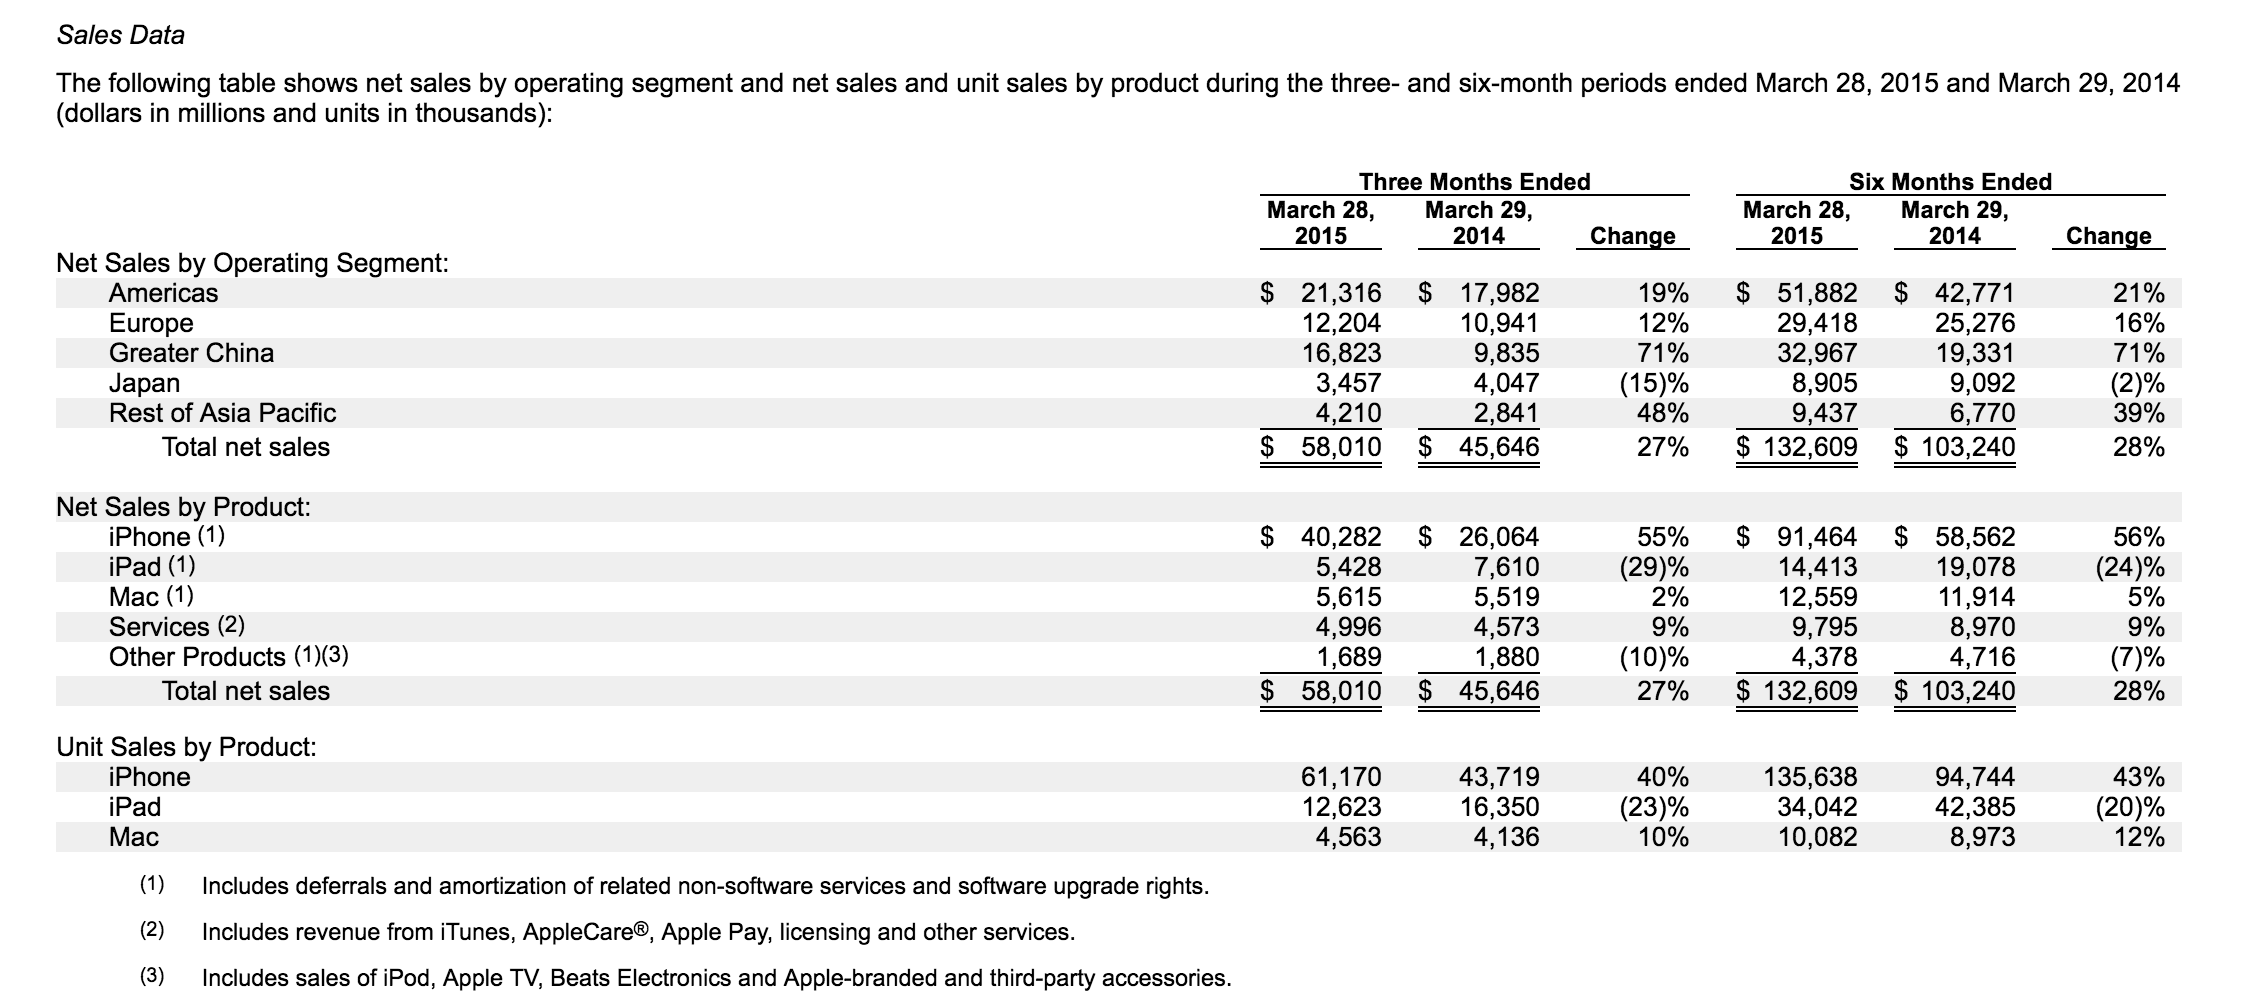 Sales Data
The following table shows net sales by operating segment and net sales and unit sales by product during the three- and six-month periods ended March 28, 2015 and March 29, 2014
(dollars in millions and units in thousands):
Three Months Ended Six Months Ended
March 28, March 29, March 28, March 29,
2015 2014 Change 2015 2014 Change
Net Sales by Operating Segment:
Americas $ 21,316 $ 17,982 19% $ 51,882 $ 42,771 21%
Europe 12,204 10,941 12% 29,418 25,276 16%
Greater China 16,823 9,835 71% 32,967 19,331 71%
Japan 3,457 4,047 (15)% 8,905 9,092 (2)%
Rest of Asia Pacific 4,210 2,841 48% 9,437 6,770 39%
Total net sales $ 58,010 $ 45,646 27% $ 132,609 $ 103,240 28%
Net Sales by Product:
iPhone (1) $ 40,282 $ 26,064 55% $ 91,464 $ 58,562 56%
iPad (1) 5,428 7,610 (29)% 14,413 19,078 (24)%
Mac (1) 5,615 5,519 2% 12,559 11,914 5%
Services (2) 4,996 4,573 9% 9,795 8,970 9%
Other Products (1)(3) 1,689 1,880 (10)% 4,378 4,716 (7)%
Total net sales $ 58,010 $ 45,646 27% $ 132,609 $ 103,240 28%
Unit Sales by Product:
iPhone 61,170 43,719 40% 135,638 94,744 43%
iPad 12,623 16,350 (23)% 34,042 42,385 (20)%
Mac 4,563 4,136 10% 10,082 8,973 12%
(1) Includes deferrals and amortization of related non-software services and software upgrade rights.
(2) Includes revenue from iTunes, AppleCare®, Apple Pay, licensing and other services.
(3) Includes sales of iPod, Apple TV, Beats Electronics and Apple-branded and third-party accessories.